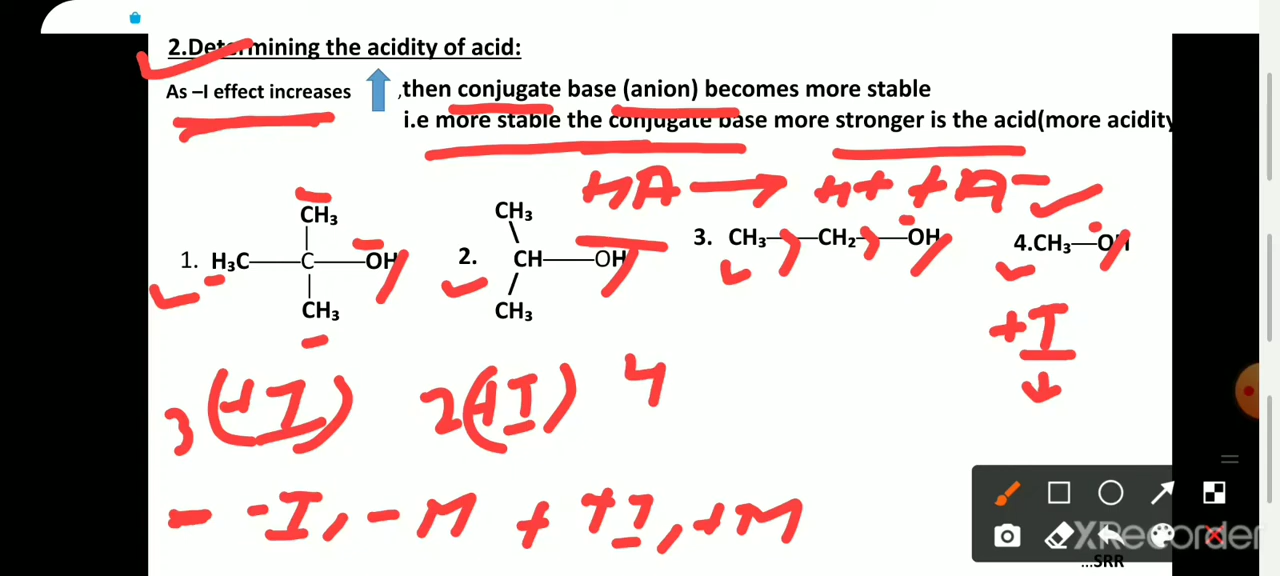 2.Determining the acidity of acid:
As –I effect increases ,then conjugate base (anion) becomes more stable
i.e more stable the conjugate base more stronger is the acid(more acidity
HA → H+ + A-
CH₃
1. H₃C—C—OH
CH₃
CH₃
2. CH—OH
CH₃
3. CH₃—CH₂—OH
4.CH₃—OH
+I
3 (+I) 2(+I) 4
- -I, -M + +I, +M
XRecorder
...SRR